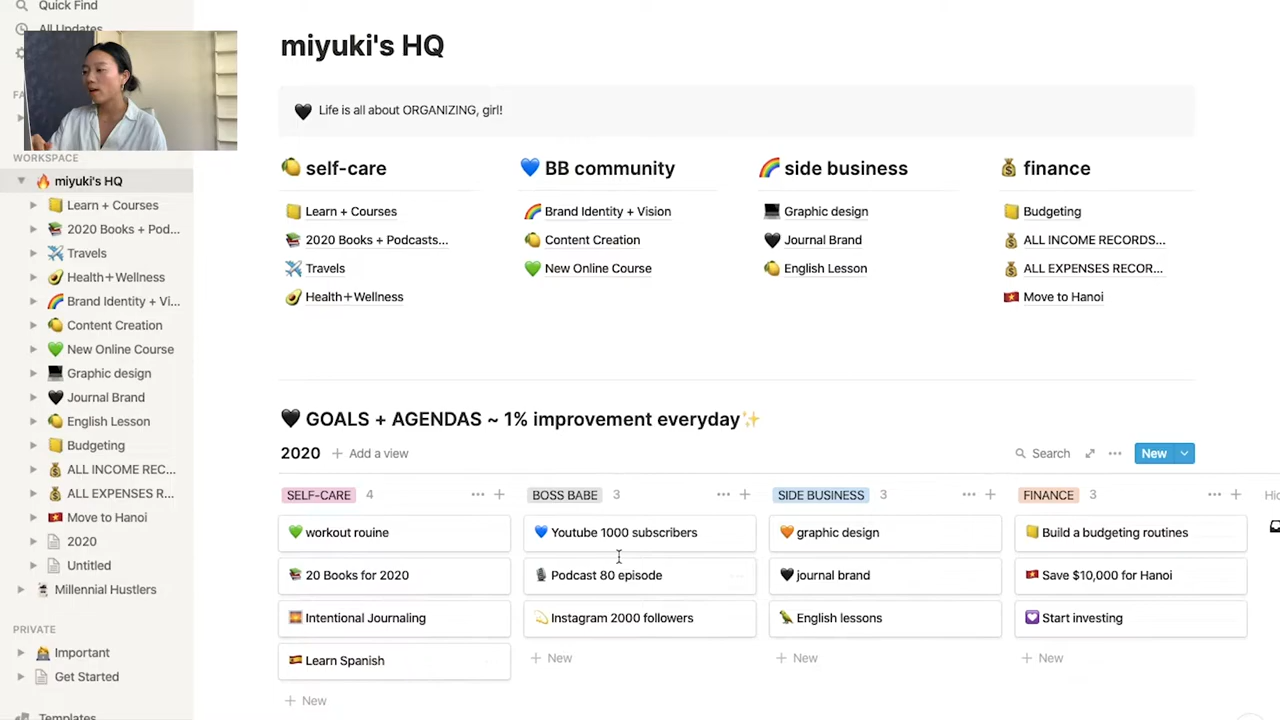 Quick Find
All Updates
WORKSPACE
miyuki's HQ
Learn + Courses
2020 Books + Pod...
Travels
Health+Wellness
Brand Identity + Vi...
Content Creation
New Online Course
Graphic design
Journal Brand
English Lesson
Budgeting
ALL INCOME REC...
ALL EXPENSES R...
Move to Hanoi
2020
Untitled
Millennial Hustlers
PRIVATE
Important
Get Started
Templates
miyuki's HQ
Life is all about ORGANIZING, girl!
self-care
Learn + Courses
2020 Books + Podcasts...
Travels
Health+Wellness
BB community
Brand Identity + Vision
Content Creation
New Online Course
side business
Graphic design
Journal Brand
English Lesson
finance
Budgeting
ALL INCOME RECORDS...
ALL EXPENSES RECOR...
Move to Hanoi
GOALS + AGENDAS ~ 1% improvement everyday
2020 + Add a view
Search
New
SELF-CARE 4
workout rouine
20 Books for 2020
Intentional Journaling
Learn Spanish
+ New
BOSS BABE 3
Youtube 1000 subscribers
Podcast 80 episode
Instagram 2000 followers
+ New
SIDE BUSINESS 3
graphic design
journal brand
English lessons
+ New
FINANCE 3
Build a budgeting routines
Save $10,000 for Hanoi
Start investing
+ New